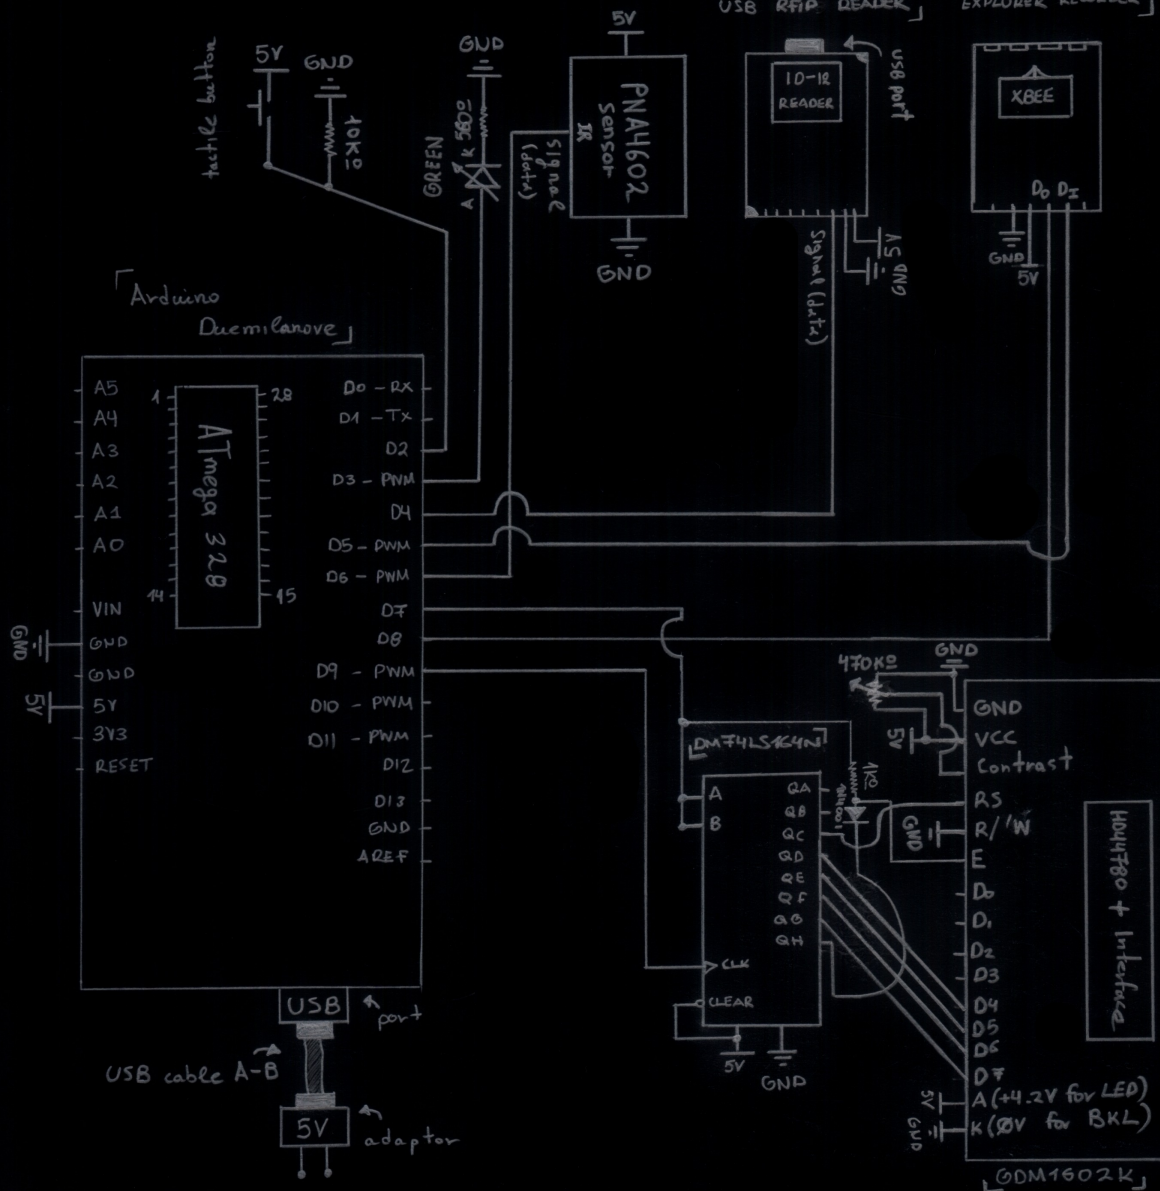 USB RFID READER
EXPLORER
tactile button
5V
GND
10KΩ
GND
560Ω
K
GREEN
A
5V
PNA4602
IR
Sensor
signal
(data)
GND
ID-12
READER
USB port
Signal (data)
5V
GND
XBEE
Do DI
GND
5V
Arduino
Duemilanove
A5
A4
A3
A2
A1
A0
VIN
GND
GND
5V
3V3
RESET
GND
5V
1
28
14
15
ATmega 328
D0 - RX
D1 - TX
D2
D3 - PWM
D4
D5 - PWM
D6 - PWM
D7
D8
D9 - PWM
D10 - PWM
D11 - PWM
D12
D13
GND
AREF
USB
port
USB cable A-B
5V
adaptor
DM74LS164N
A
B
CLK
CLEAR
QA
QB
QC
QD
QE
QF
QG
QH
5V
GND
1KΩ
470KΩ
GND
5V
GND
GND
VCC
Contrast
RS
R/'W
E
D0
D1
D2
D3
D4
D5
D6
D7
5V
A (+4.2V for LED)
GND
K (0V for BKL)
HD44780 + Interface
GDM1602K